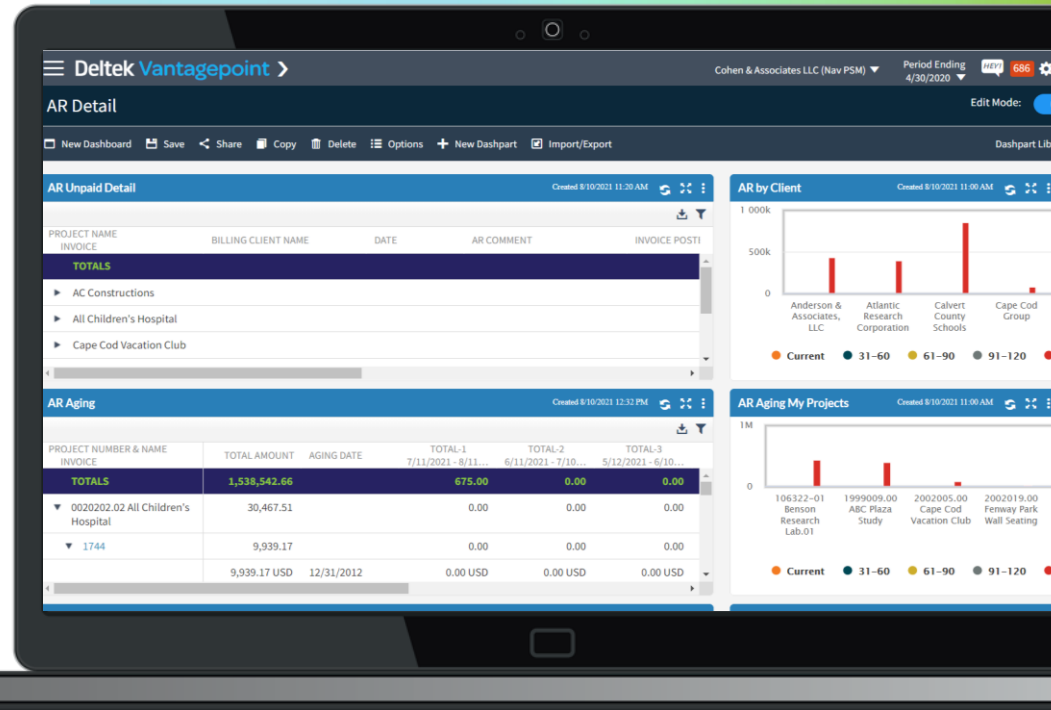 Deltek Vantagepoint
Cohen & Associates LLC (Nav PSM)
Period Ending
4/30/2020
HEY!
686
AR Detail
Edit Mode:
New Dashboard Save Share Copy Delete Options New Dashpart Import/Export
Dashpart Lib
AR Unpaid Detail
Created 8/10/2021 11:20 AM
PROJECT NAME
INVOICE
BILLING CLIENT NAME
DATE
AR COMMENT
INVOICE POSTI
TOTALS
AC Constructions
All Children's Hospital
Cape Cod Vacation Club
AR by Client
Created 8/10/2021 11:00 AM
1 000k
500k
0
Anderson &
Associates,
LLC
Atlantic
Research
Corporation
Calvert
County
Schools
Cape Cod
Group
Current 31-60 61-90 91-120
AR Aging
Created 8/10/2021 12:32 PM
PROJECT NUMBER & NAME
INVOICE
TOTAL AMOUNT
AGING DATE
TOTAL-1
7/11/2021 - 8/11...
TOTAL-2
6/11/2021 - 7/10...
TOTAL-3
5/12/2021 - 6/10...
TOTALS 1,538,542.66 675.00 0.00 0.00
0020202.02 All Children's
Hospital
30,467.51 0.00 0.00 0.00
1744 9,939.17 0.00 0.00 0.00
9,939.17 USD 12/31/2012 0.00 USD 0.00 USD 0.00 USD
AR Aging My Projects
Created 8/10/2021 11:00 AM
1M
0
106322-01
Benson
Research
Lab.01
1999009.00
ABC Plaza
Study
2002005.00
Cape Cod
Vacation Club
2002019.00
Fenway Park
Wall Seating
Current 31-60 61-90 91-120